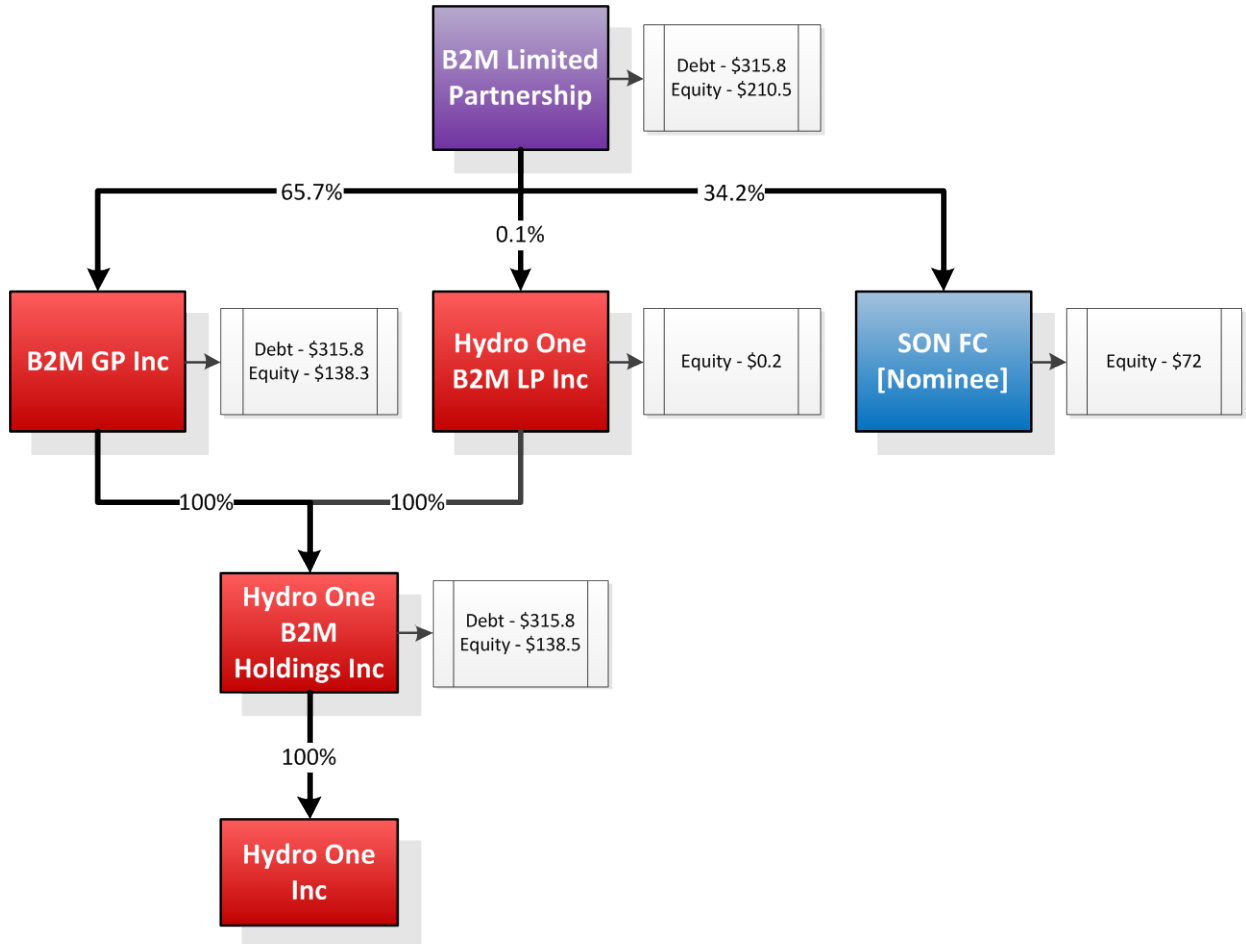 B2M Limited
Partnership
Debt - $315.8
Equity - $210.5
65.7%
34.2%
0.1%
B2M GP Inc
Debt - $315.8
Equity - $138.3
Hydro One
B2M LP Inc
Equity - $0.2
SON FC
[Nominee]
Equity - $72
100%
100%
Hydro One
B2M
Holdings Inc
Debt - $315.8
Equity - $138.5
100%
Hydro One
Inc